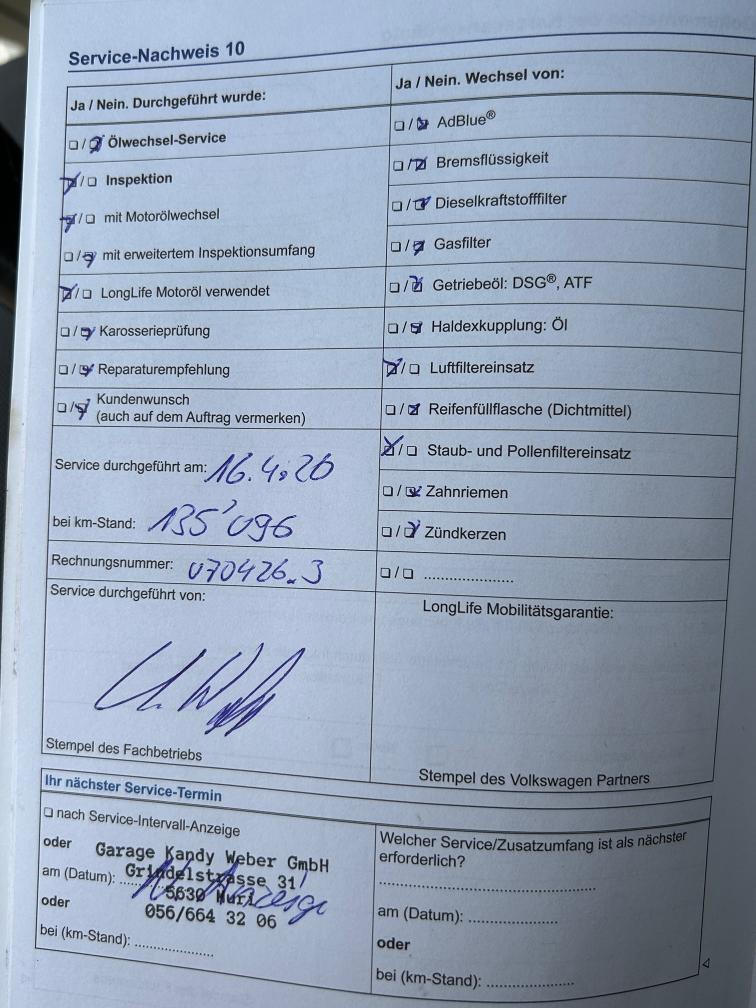 Service-Nachweis 10
Ja / Nein. Durchgeführt wurde:
☐/☒ Ölwechsel-Service
☒/☐ Inspektion
☒/☐ mit Motorölwechsel
☐/☒ mit erweitertem Inspektionsumfang
☒/☐ LongLife Motoröl verwendet
☐/☒ Karosserieprüfung
☐/☒ Reparaturempfehlung
☐/☒ Kundenwunsch
(auch auf dem Auftrag vermerken)
Service durchgeführt am: 16.4.26
bei km-Stand: 135'096
Rechnungsnummer: 070426.3
Service durchgeführt von:
Stempel des Fachbetriebs
Ja / Nein. Wechsel von:
☐/☒ AdBlue®
☐/☒ Bremsflüssigkeit
☐/☒ Dieselkraftstofffilter
☐/☒ Gasfilter
☐/☒ Getriebeöl: DSG®, ATF
☐/☒ Haldexkupplung: Öl
☒/☐ Luftfiltereinsatz
☐/☒ Reifenfüllflasche (Dichtmittel)
☒/☐ Staub- und Pollenfiltereinsatz
☐/☒ Zahnriemen
☐/☒ Zündkerzen
☐/☐ .....................
LongLife Mobilitätsgarantie:
Stempel des Volkswagen Partners
Ihr nächster Service-Termin
☐ nach Service-Intervall-Anzeige
oder
am (Datum):
oder
bei (km-Stand): ....................
Garage Kandy Weber GmbH
Grindelstrasse 31
5630 Muri
056/664 32 06
Anzeige
Welcher Service/Zusatzumfang ist als nächster
erforderlich?
am (Datum): ......................
oder
bei (km-Stand): ......................